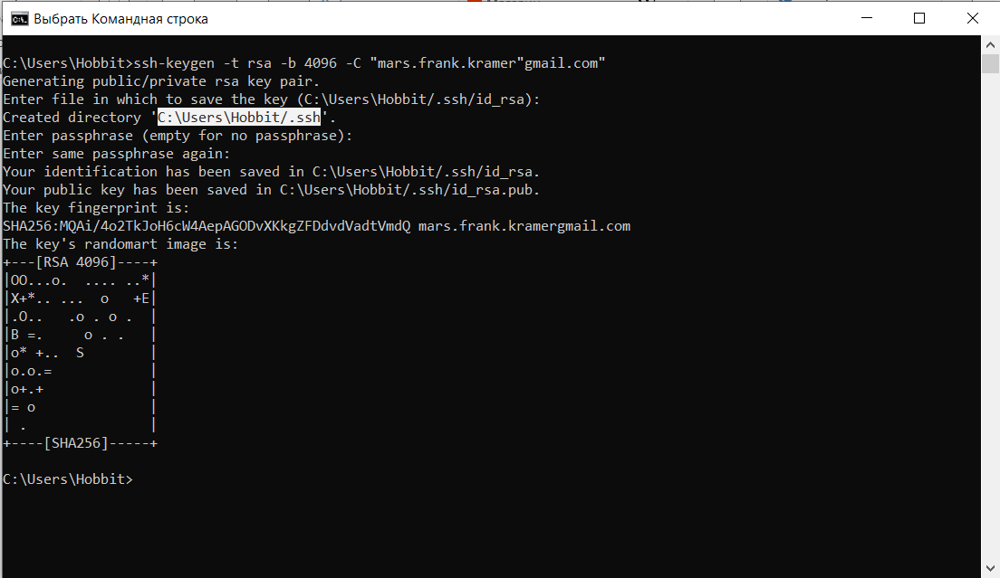 Выбрать Командная строка
C:\Users\Hobbit>ssh-keygen -t rsa -b 4096 -C "mars.frank.kramer"gmail.com"
Generating public/private rsa key pair.
Enter file in which to save the key (C:\Users\Hobbit/.ssh/id_rsa):
Created directory 'C:\Users\Hobbit/.ssh'.
Enter passphrase (empty for no passphrase):
Enter same passphrase again:
Your identification has been saved in C:\Users\Hobbit/.ssh/id_rsa.
Your public key has been saved in C:\Users\Hobbit/.ssh/id_rsa.pub.
The key fingerprint is:
SHA256:MQAi/4o2TkJoH6cW4AepAGODvXKkgZFDdvdVadtVmdQ mars.frank.kramergmail.com
The key's randomart image is:
+---[RSA 4096]----+
|OO...o.  .... ..*|
|X+*.. ...  o   +E|
|.O..   .o . o .  |
|B =.     o . .   |
|o* +..  S        |
|o.o.=            |
|o+.+             |
|= o              |
| .               |
+----[SHA256]-----+
C:\Users\Hobbit>